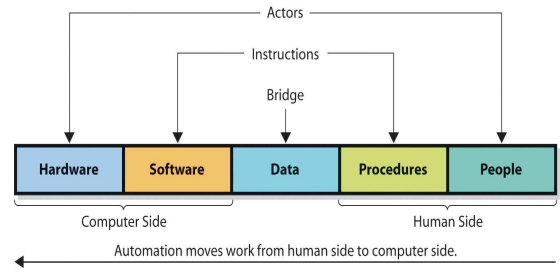 Actors
Instructions
Bridge
Hardware Software Data Procedures People
Computer Side Human Side
Automation moves work from human side to computer side.